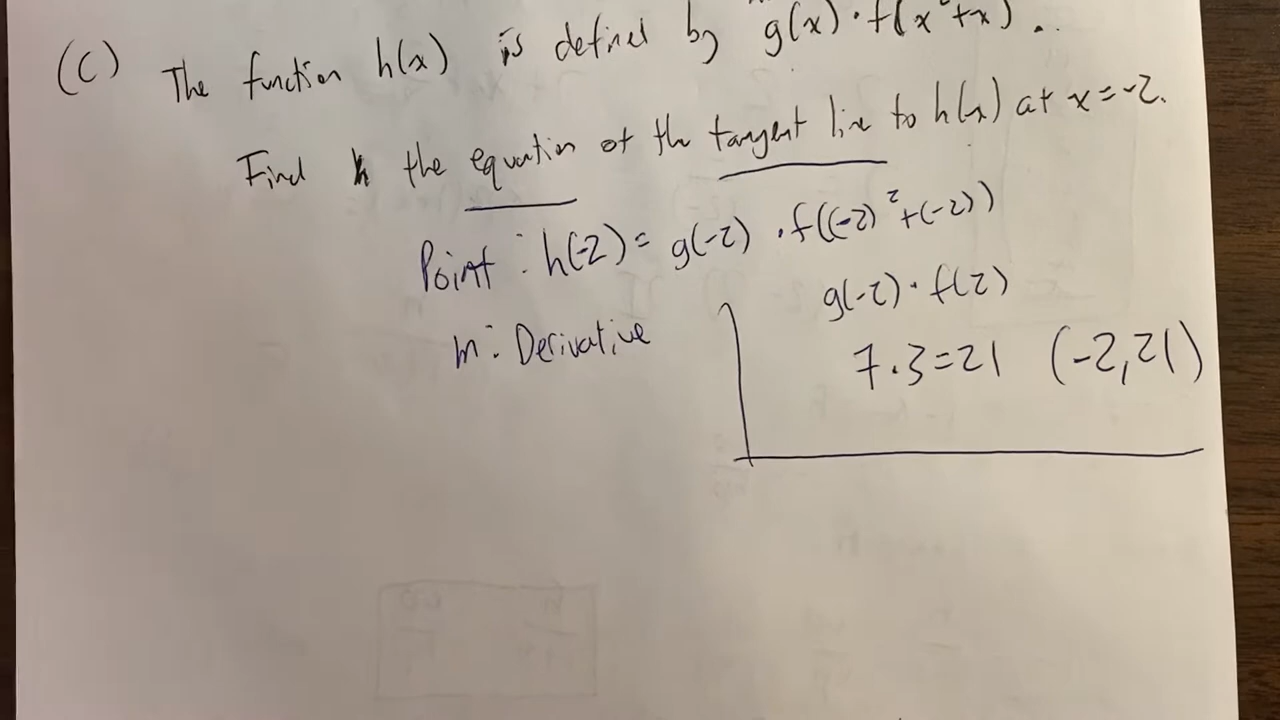 (C) The function h(x) is defined by g(x)·f(x²+x).
Find the equation of the tangent line to h(x) at x=-2.
Point: h(-2)= g(-2) ·f((-2)²+(-2))
g(-2)·f(2)
m: Derivative
7·3=21 (-2,21)